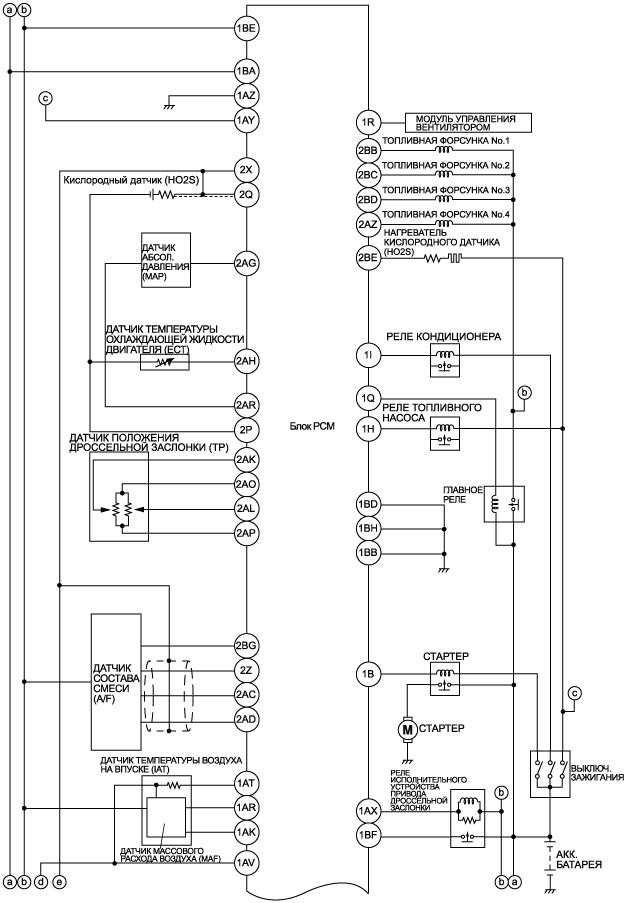 a b
1BE
1BA
1AZ
c
1AY
1R
МОДУЛЬ УПРАВЛЕНИЯ
ВЕНТИЛЯТОРОМ
2BB
ТОПЛИВНАЯ ФОРСУНКА No.1
2BC
ТОПЛИВНАЯ ФОРСУНКА No.2
2BD
ТОПЛИВНАЯ ФОРСУНКА No.3
2AZ
ТОПЛИВНАЯ ФОРСУНКА No.4
2X
Кислородный датчик (HO2S)
2Q
НАГРЕВАТЕЛЬ
КИСЛОРОДНОГО ДАТЧИКА
(HO2S)
2BE
ДАТЧИК
АБСОЛ.
ДАВЛЕНИЯ
(MAP)
2AG
ДАТЧИК ТЕМПЕРАТУРЫ
ОХЛАЖДАЮЩЕЙ ЖИДКОСТИ
ДВИГАТЕЛЯ (ECT)
2AH
1I
РЕЛЕ КОНДИЦИОНЕРА
2AR
1Q
b
2P
1H
РЕЛЕ ТОПЛИВНОГО
НАСОСА
Блок PCM
ДАТЧИК ПОЛОЖЕНИЯ
ДРОССЕЛЬНОЙ ЗАСЛОНКИ (TP)
2AK
2AO
2AL
2AP
ГЛАВНОЕ
РЕЛЕ
1BD
1BH
1BB
ДАТЧИК
СОСТАВА
СМЕСИ
(A/F)
2BG
2Z
2AC
2AD
1B
СТАРТЕР
c
M
СТАРТЕР
ВЫКЛЮЧ.
ЗАЖИГАНИЯ
ДАТЧИК ТЕМПЕРАТУРЫ ВОЗДУХА
НА ВПУСКЕ (IAT)
1AT
1AR
1AK
ДАТЧИК МАССОВОГО
РАСХОДА ВОЗДУХА (MAF)
1AV
РЕЛЕ
ИСПОЛНИТЕЛЬНОГО
УСТРОЙСТВА
ПРИВОДА
ДРОССЕЛЬНОЙ
ЗАСЛОНКИ
b
1AX
1BF
АКК.
БАТАРЕЯ
a b d e
b a